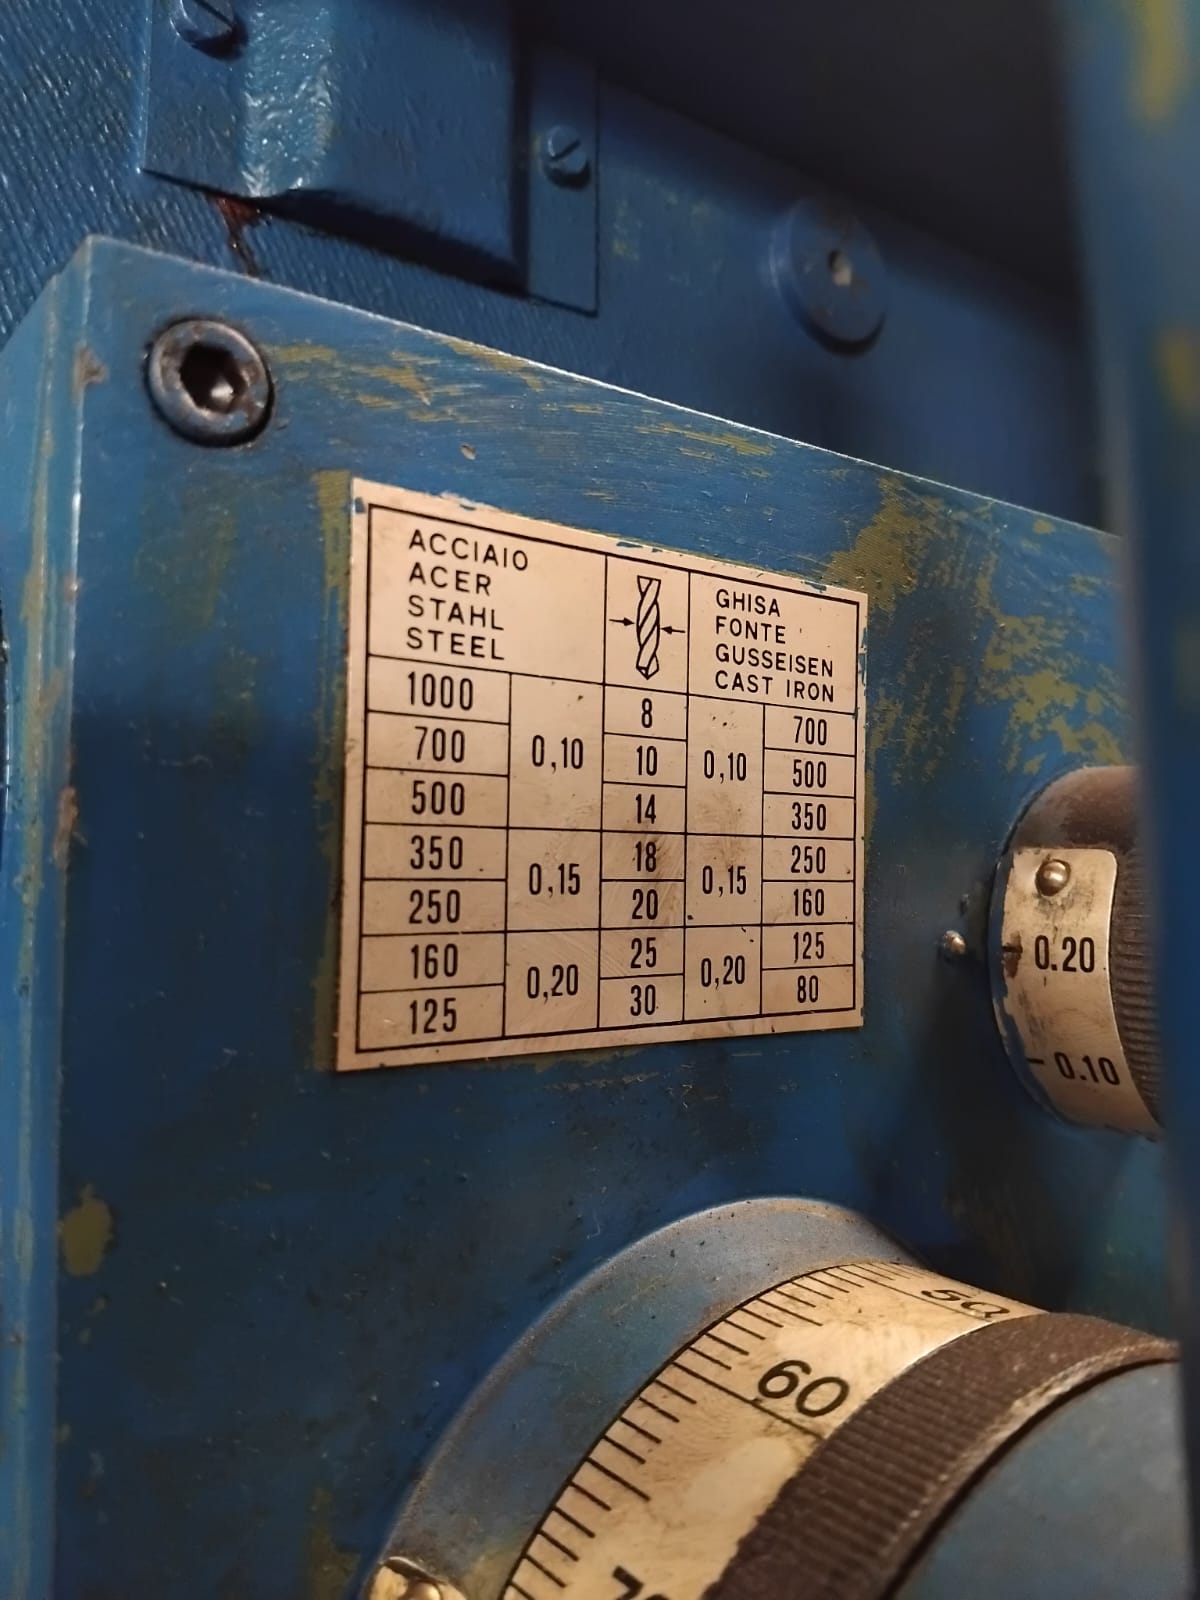 ACCIAIO
ACER
STAHL
STEEL
GHISA
FONTE
GUSSEISEN
CAST IRON
1000 0,10 8 0,10 700
700 10 500
500 14 350
350 0,15 18 0,15 250
250 20 160
160 0,20 25 0,20 125
125 30 80
0.20
0.10
50
60